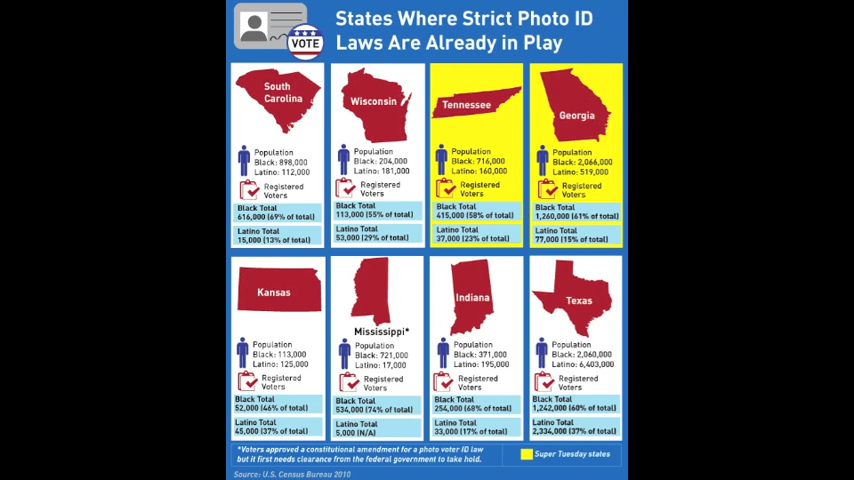 States Where Strict Photo ID
Laws Are Already in Play
VOTE
South
Carolina
Population
Black: 898,000
Latino: 112,000
Registered
Voters
Black Total
616,000 (69% of total)
Latino Total
15,000 (13% of total)
Wisconsin
Population
Black: 204,000
Latino: 181,000
Registered
Voters
Black Total
113,000 (55% of total)
Latino Total
53,000 (29% of total)
Tennessee
Population
Black: 716,000
Latino: 160,000
Registered
Voters
Black Total
415,000 (58% of total)
Latino Total
37,000 (23% of total)
Georgia
Population
Black: 2,066,000
Latino: 519,000
Registered
Voters
Black Total
1,260,000 (61% of total)
Latino Total
77,000 (15% of total)
Kansas
Population
Black: 113,000
Latino: 125,000
Registered
Voters
Black Total
52,000 (46% of total)
Latino Total
45,000 (37% of total)
Mississippi*
Population
Black: 721,000
Latino: 17,000
Registered
Voters
Black Total
534,000 (74% of total)
Latino Total
5,000 (N/A)
Indiana
Population
Black: 371,000
Latino: 195,000
Registered
Voters
Black Total
254,000 (68% of total)
Latino Total
33,000 (17% of total)
Texas
Population
Black: 2,060,000
Latino: 6,403,000
Registered
Voters
Black Total
1,242,000 (60% of total)
Latino Total
2,334,000 (37% of total)
*Voters approved a constitutional amendment for a photo voter ID law
but it first needs clearance from the federal government to take hold.
Super Tuesday states
Source: U.S. Census Bureau 2010